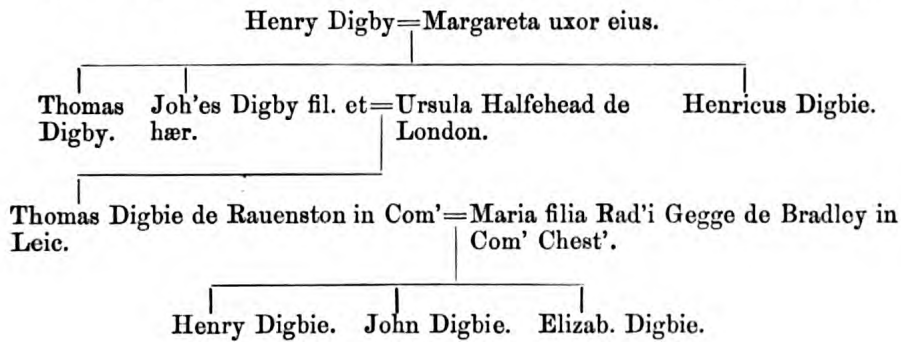 Henry Digby=Margareta uxor eius.
Thomas Digby.
Joh'es Digby fil. et hær.=Ursula Halfehead de London.
Henricus Digbie.
Thomas Digbie de Rauenston in Com' Leic.=Maria filia Rad'i Gegge de Bradley in Com' Chest'.
Henry Digbie. John Digbie. Elizab. Digbie.